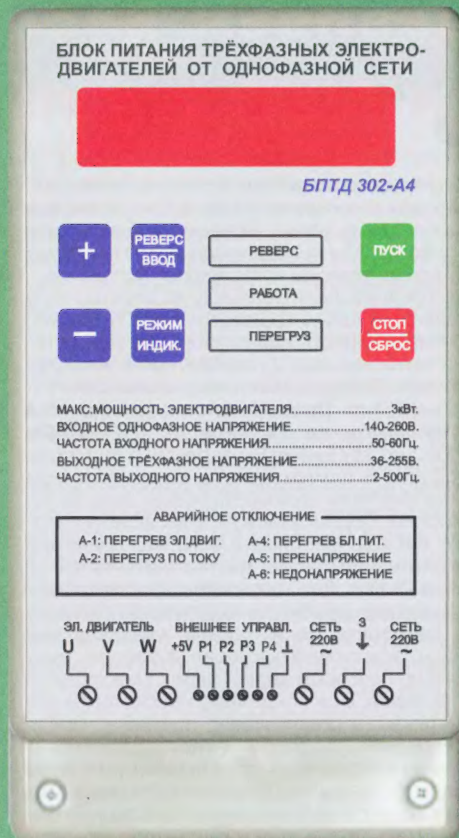 БЛОК ПИТАНИЯ ТРЁХФАЗНЫХ ЭЛЕКТРО-
ДВИГАТЕЛЕЙ ОТ ОДНОФАЗНОЙ СЕТИ
БПТД 302-А4
+
РЕВЕРС
ВВОД
РЕВЕРС
ПУСК
РАБОТА
−
РЕЖИМ
ИНДИК.
ПЕРЕГРУЗ
СТОП
СБРОС
МАКС.МОЩНОСТЬ ЭЛЕКТРОДВИГАТЕЛЯ............................3кВт.
ВХОДНОЕ ОДНОФАЗНОЕ НАПРЯЖЕНИЕ.....................140-260В.
ЧАСТОТА ВХОДНОГО НАПРЯЖЕНИЯ............................50-60Гц.
ВЫХОДНОЕ ТРЁХФАЗНОЕ НАПРЯЖЕНИЕ....................36-255В.
ЧАСТОТА ВЫХОДНОГО НАПРЯЖЕНИЯ........................2-500Гц.
АВАРИЙНОЕ ОТКЛЮЧЕНИЕ
А-1: ПЕРЕГРЕВ ЭЛ.ДВИГ. А-4: ПЕРЕГРЕВ БЛ.ПИТ.
А-2: ПЕРЕГРУЗ ПО ТОКУ А-5: ПЕРЕНАПРЯЖЕНИЕ
А-6: НЕДОНАПРЯЖЕНИЕ
ЭЛ. ДВИГАТЕЛЬ ВНЕШНЕЕ УПРАВЛ. СЕТЬ З СЕТЬ
220В 220В
U V W +5V P1 P2 P3 P4 ⊥ ~ ~